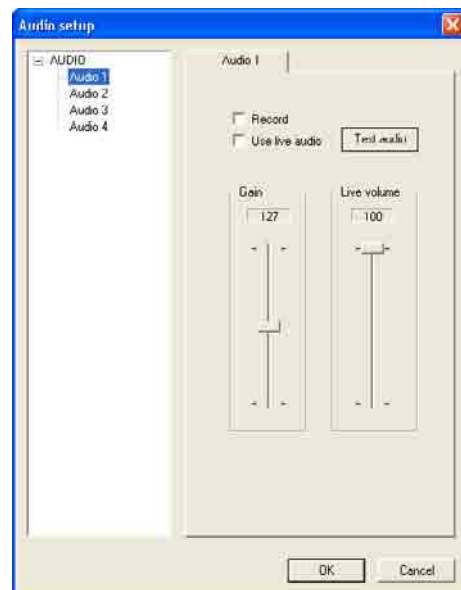 Audio setup
AUDIO
Audio 1
Audio 2
Audio 3
Audio 4
Audio 1
Record
Use live audio
Test audio
Gain
127
Live volume
100
OK
Cancel